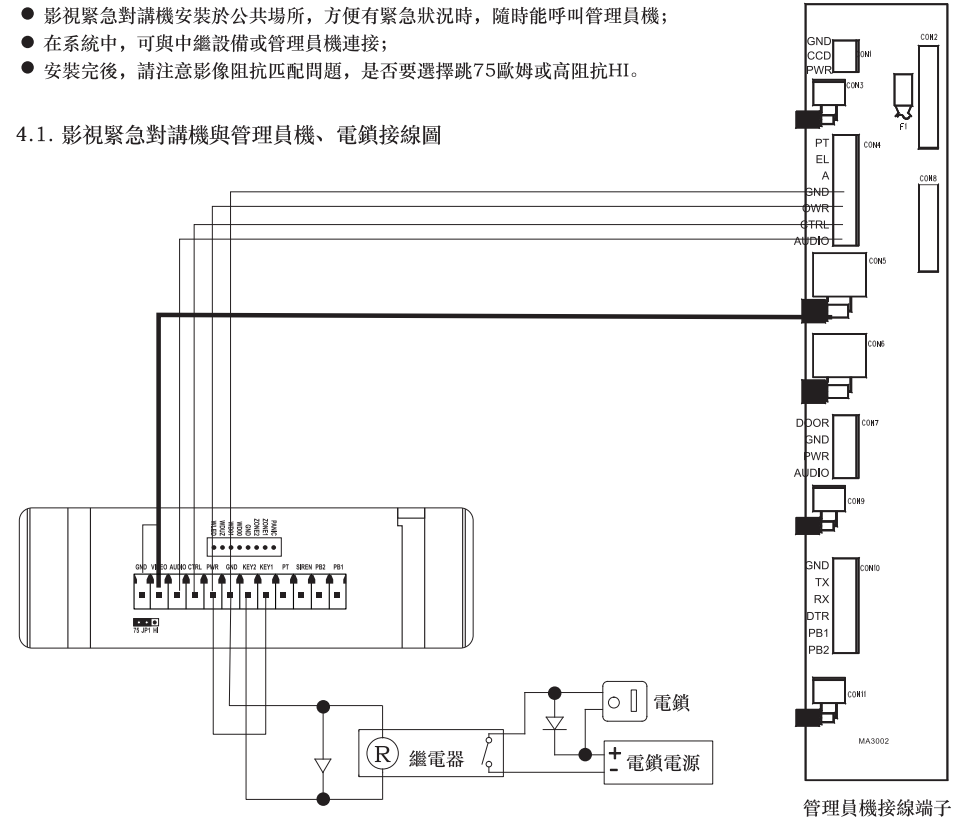 ● 影視緊急對講機安裝於公共場所，方便有緊急狀況時，隨時能呼叫管理員機；
● 在系統中，可與中繼設備或管理員機連接；
● 安裝完後，請注意影像阻抗匹配問題，是否要選擇跳75歐姆或高阻抗HI。
4.1. 影視緊急對講機與管理員機、電鎖接線圖
GND
CCD
PWR
CON1
CON2
CON3
F1
PT
EL
A
GND
PWR
CTRL
AUDIO
CON4
CON8
CON5
CON6
DOOR
GND
PWR
AUDIO
CON7
CON9
GND
TX
RX
DTR
PB1
PB2
CON10
CON11
MA3002
管理員機接線端子
WLED
WDO2
WDO1
WDO0
GND
ZONE2
ZONE1
PANIC
GND VIDEO AUDIO CTRL PWR GND KEY2 KEY1 PT SIREN PB2 PB1
75 JP1 HI
R 繼電器
電鎖
+
- 電鎖電源